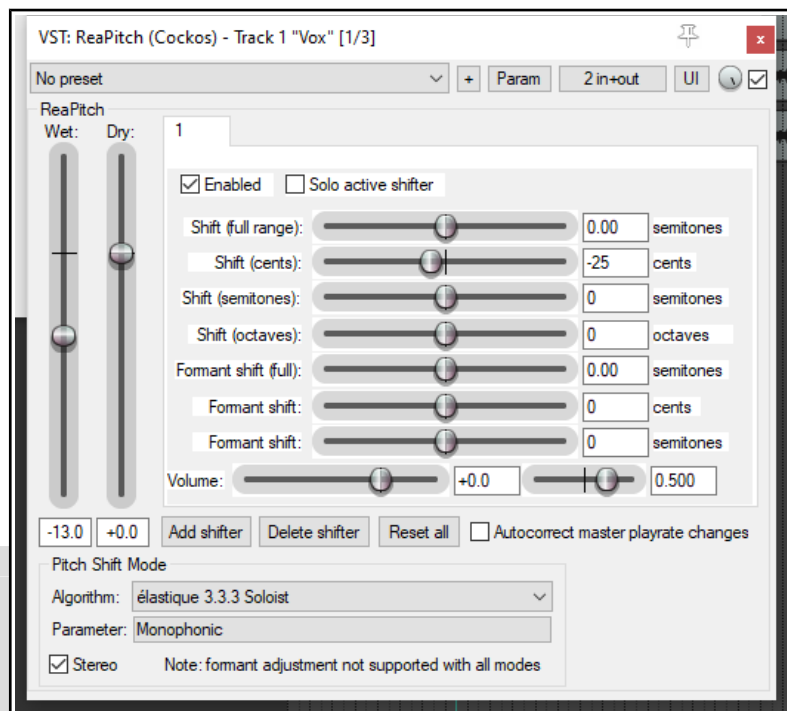 VST: ReaPitch (Cockos) - Track 1 "Vox" [1/3]
x
No preset + Param 2 in+out UI
ReaPitch
Wet: Dry: 1
Enabled Solo active shifter
Shift (full range): 0.00 semitones
Shift (cents): -25 cents
Shift (semitones): 0 semitones
Shift (octaves): 0 octaves
Formant shift (full): 0.00 semitones
Formant shift: 0 cents
Formant shift: 0 semitones
Volume: +0.0 0.500
-13.0 +0.0 Add shifter Delete shifter Reset all Autocorrect master playrate changes
Pitch Shift Mode
Algorithm: élastique 3.3.3 Soloist
Parameter: Monophonic
Stereo Note: formant adjustment not supported with all modes